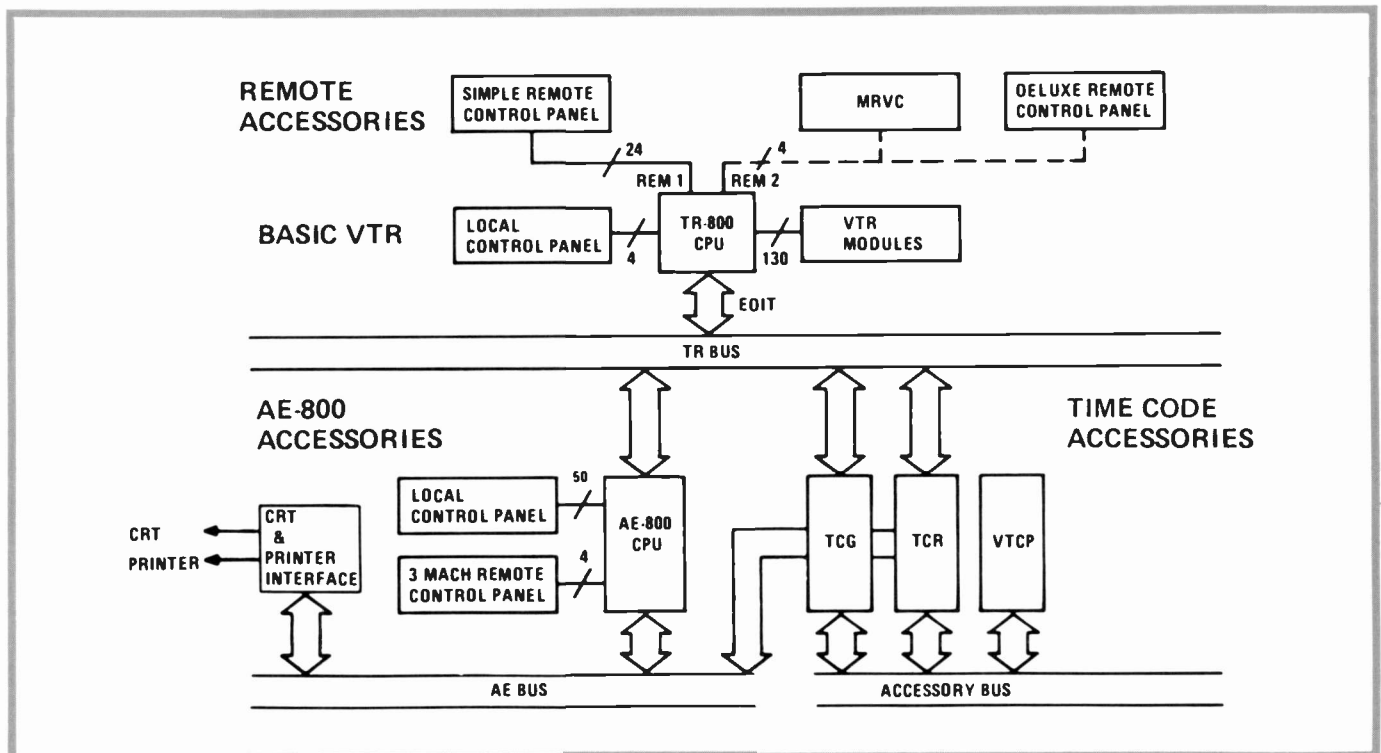 REMOTE
ACCESSORIES
SIMPLE REMOTE
CONTROL PANEL
MRVC
OELUXE REMOTE
CONTROL PANEL
24
4
REM 1
REM 2
BASIC VTR
LOCAL
CONTROL PANEL
4
TR-800
CPU
130
VTR
MODULES
EOIT
TR BUS
AE-800
ACCESSORIES
TIME CODE
ACCESSORIES
LOCAL
CONTROL PANEL
50
3 MACH REMOTE
CONTROL PANEL
4
AE-800
CPU
TCG
TCR
VTCP
CRT
PRINTER
CRT
&
PRINTER
INTERFACE
AE BUS
ACCESSORY BUS